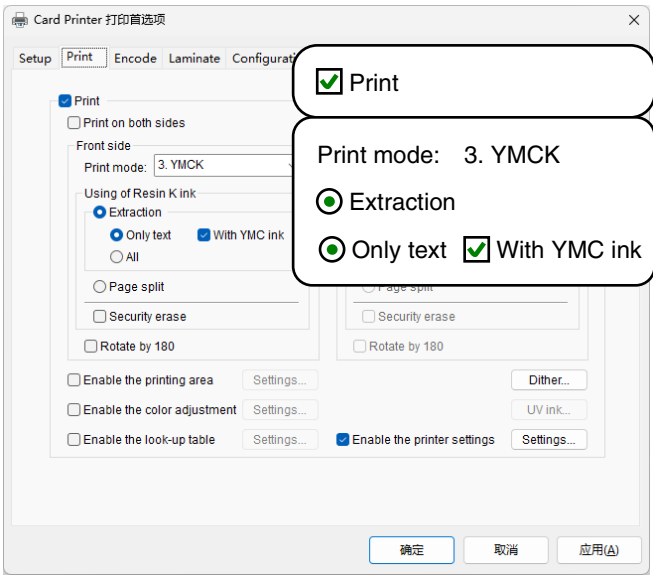 Card Printer 打印首选项
Setup Print Encode Laminate Configurati
Print
Print on both sides
Front side
Print mode: 3. YMCK
Using of Resin K ink
Extraction
Only text With YMC ink
All
Page split
Security erase
Rotate by 180
Print
Print mode: 3. YMCK
Extraction
Only text With YMC ink
Page split
Security erase
Rotate by 180
Enable the printing area Settings... Dither...
Enable the color adjustment Settings... UV ink...
Enable the look-up table Settings... Enable the printer settings Settings...
确定 取消 应用(A)